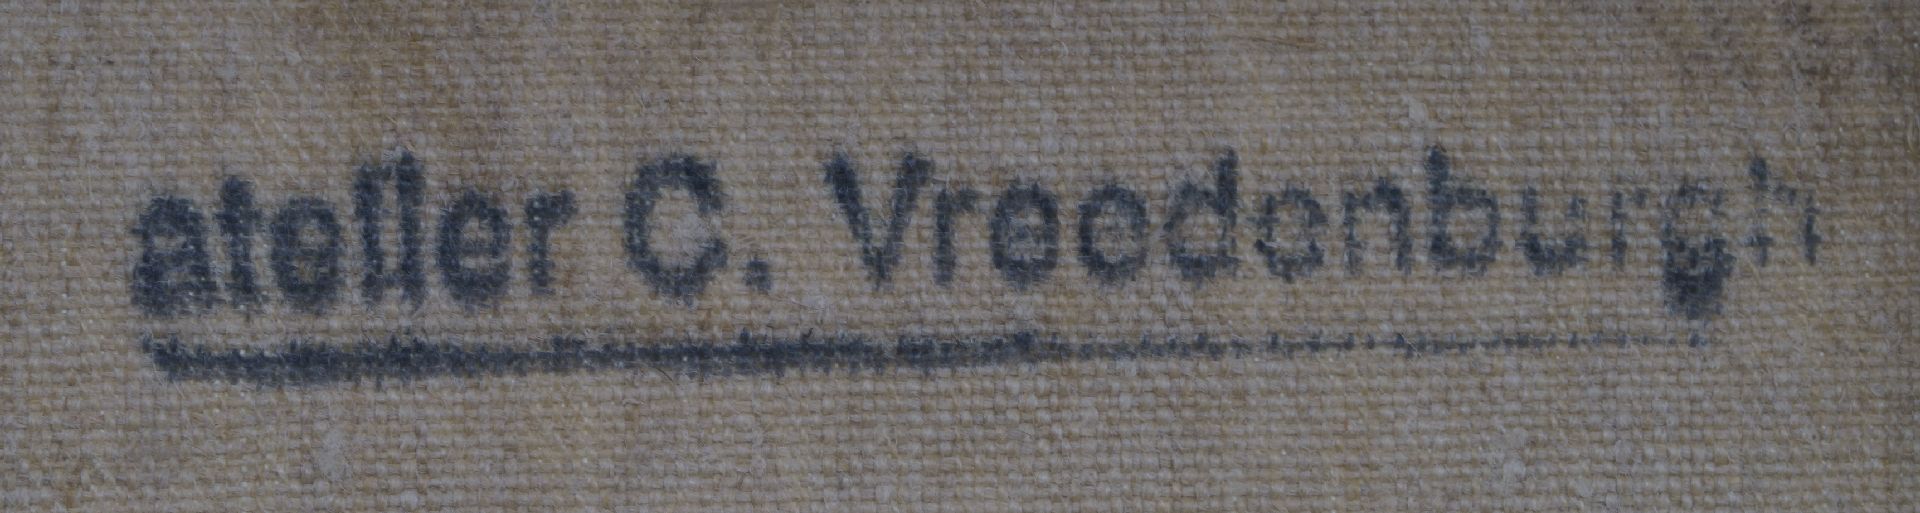 atelier C. Vreedenburgh